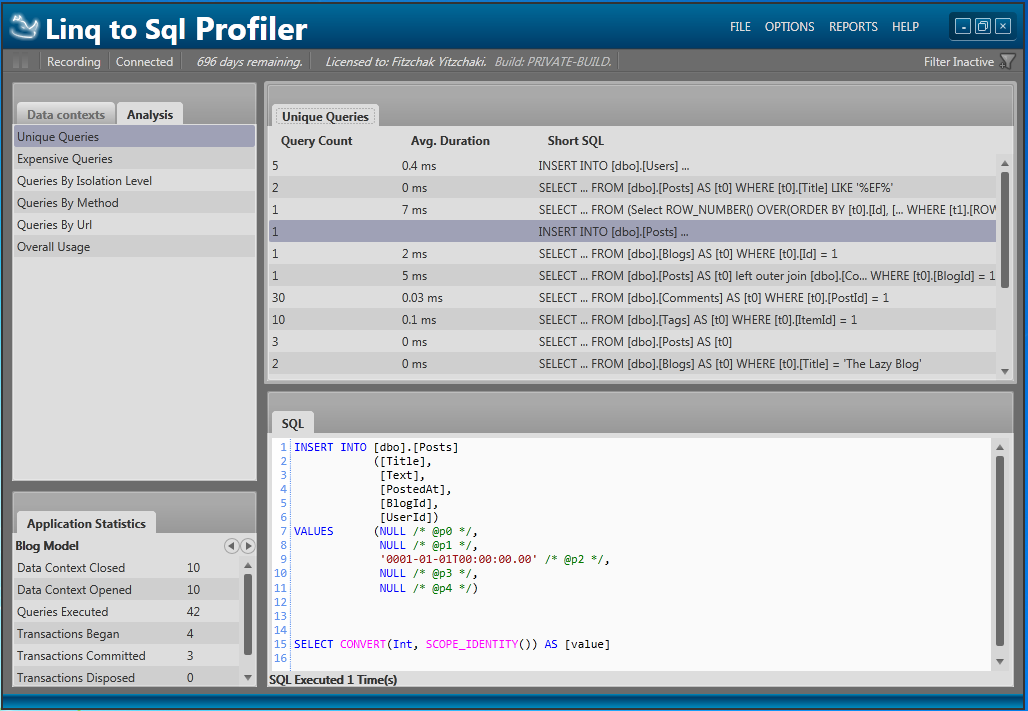 Linq to Sql Profiler
FILE OPTIONS REPORTS HELP
Recording Connected 696 days remaining. Licensed to: Fitzchak Yitzchaki. Build: PRIVATE-BUILD. Filter Inactive
Data contexts Analysis
Unique Queries
Expensive Queries
Queries By Isolation Level
Queries By Method
Queries By Url
Overall Usage
Application Statistics
Blog Model
Data Context Closed 10
Data Context Opened 10
Queries Executed 42
Transactions Began 4
Transactions Committed 3
Transactions Disposed 0
Unique Queries
Query Count Avg. Duration Short SQL
5 0.4 ms INSERT INTO [dbo].[Users] ...
2 0 ms SELECT ... FROM [dbo].[Posts] AS [t0] WHERE [t0].[Title] LIKE '%EF%'
1 7 ms SELECT ... FROM (Select ROW_NUMBER() OVER(ORDER BY [t0].[Id], [... WHERE [t1].[ROW
1 INSERT INTO [dbo].[Posts] ...
1 2 ms SELECT ... FROM [dbo].[Blogs] AS [t0] WHERE [t0].[Id] = 1
1 5 ms SELECT ... FROM [dbo].[Posts] AS [t0] left outer join [dbo].[Co... WHERE [t0].[BlogId] = 1
30 0.03 ms SELECT ... FROM [dbo].[Comments] AS [t0] WHERE [t0].[PostId] = 1
10 0.1 ms SELECT ... FROM [dbo].[Tags] AS [t0] WHERE [t0].[ItemId] = 1
3 0 ms SELECT ... FROM [dbo].[Posts] AS [t0]
2 0 ms SELECT ... FROM [dbo].[Blogs] AS [t0] WHERE [t0].[Title] = 'The Lazy Blog'
SQL
1 INSERT INTO [dbo].[Posts]
2 ([Title],
3 [Text],
4 [PostedAt],
5 [BlogId],
6 [UserId])
7 VALUES (NULL /* @p0 */,
8 NULL /* @p1 */,
9 '0001-01-01T00:00:00.00' /* @p2 */,
10 NULL /* @p3 */,
11 NULL /* @p4 */)
12
13
14
15 SELECT CONVERT(Int, SCOPE_IDENTITY()) AS [value]
16
SQL Executed 1 Time(s)